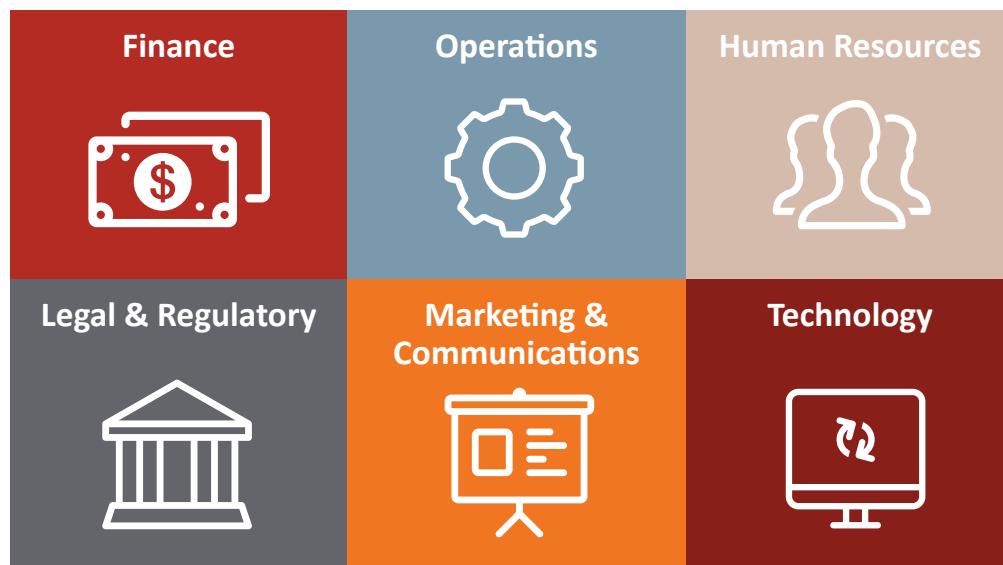 Finance
Operations
Human Resources
$
Legal & Regulatory
Marketing &
Communications
Technology